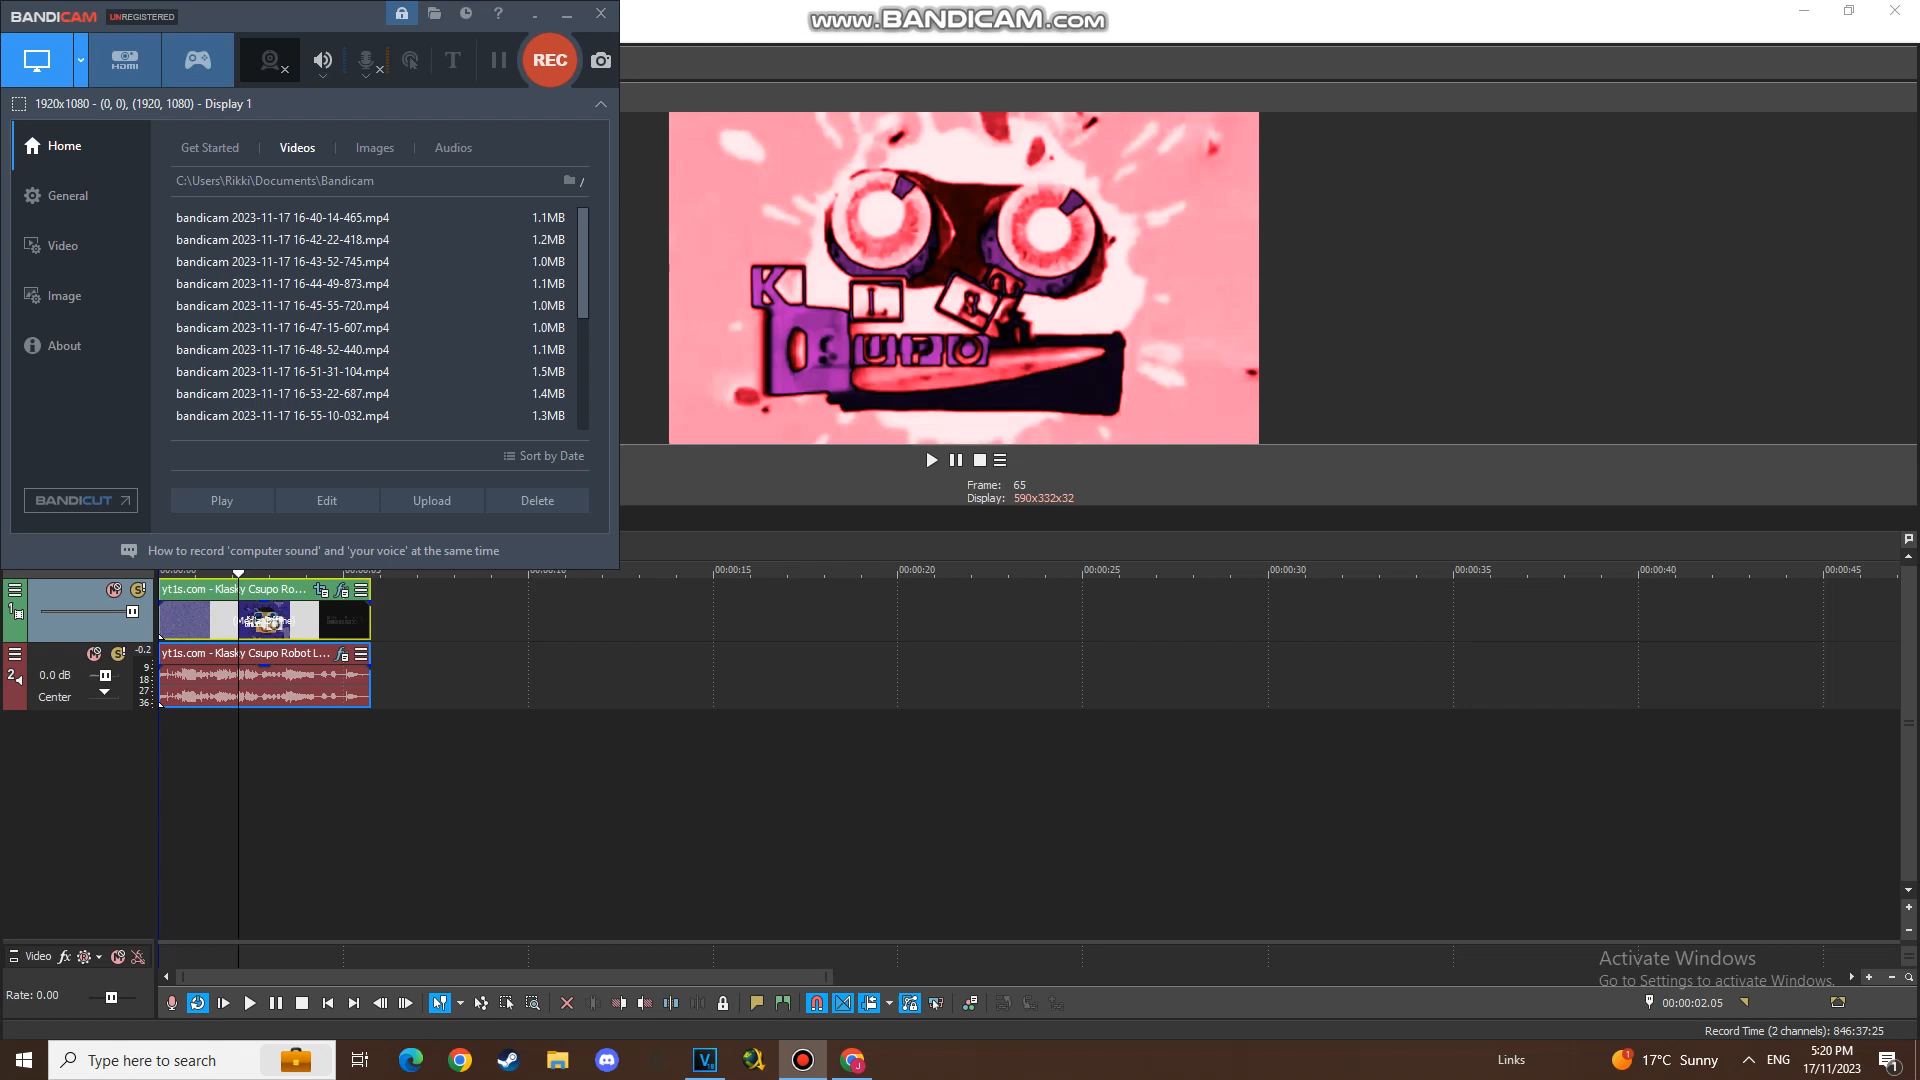 BANDICAM UNREGISTERED
www.BANDICAM.com
HDMI
T
REC
1920x1080 - (0, 0), (1920, 1080) - Display 1
Home
General
Video
Image
About
BANDICUT
Get Started
Videos
Images
Audios
C:\Users\Rikki\Documents\Bandicam
/
bandicam 2023-11-17 16-40-14-465.mp4 1.1MB
bandicam 2023-11-17 16-42-22-418.mp4 1.2MB
bandicam 2023-11-17 16-43-52-745.mp4 1.0MB
bandicam 2023-11-17 16-44-49-873.mp4 1.1MB
bandicam 2023-11-17 16-45-55-720.mp4 1.0MB
bandicam 2023-11-17 16-47-15-607.mp4 1.0MB
bandicam 2023-11-17 16-48-52-440.mp4 1.1MB
bandicam 2023-11-17 16-51-31-104.mp4 1.5MB
bandicam 2023-11-17 16-53-22-687.mp4 1.4MB
bandicam 2023-11-17 16-55-10-032.mp4 1.3MB
Sort by Date
Play
Edit
Upload
Delete
How to record 'computer sound' and 'your voice' at the same time
K L
UPO
Frame: 65
Display: 590x332x32
00:00:15 00:00:20 00:00:25 00:00:30 00:00:35 00:00:40 00:00:45
1
yt1s.com - Klasky Csupo Ro...
2
0.0 dB
Center
-0.2
9
18
27
36
yt1s.com - Klasky Csupo Robot L...
Video fx
Rate: 0.00
Activate Windows
Go to Settings to activate Windows.
00:00:02.05
Record Time (2 channels): 846:37:25
Type here to search
Links
17°C Sunny
ENG
5:20 PM
17/11/2023